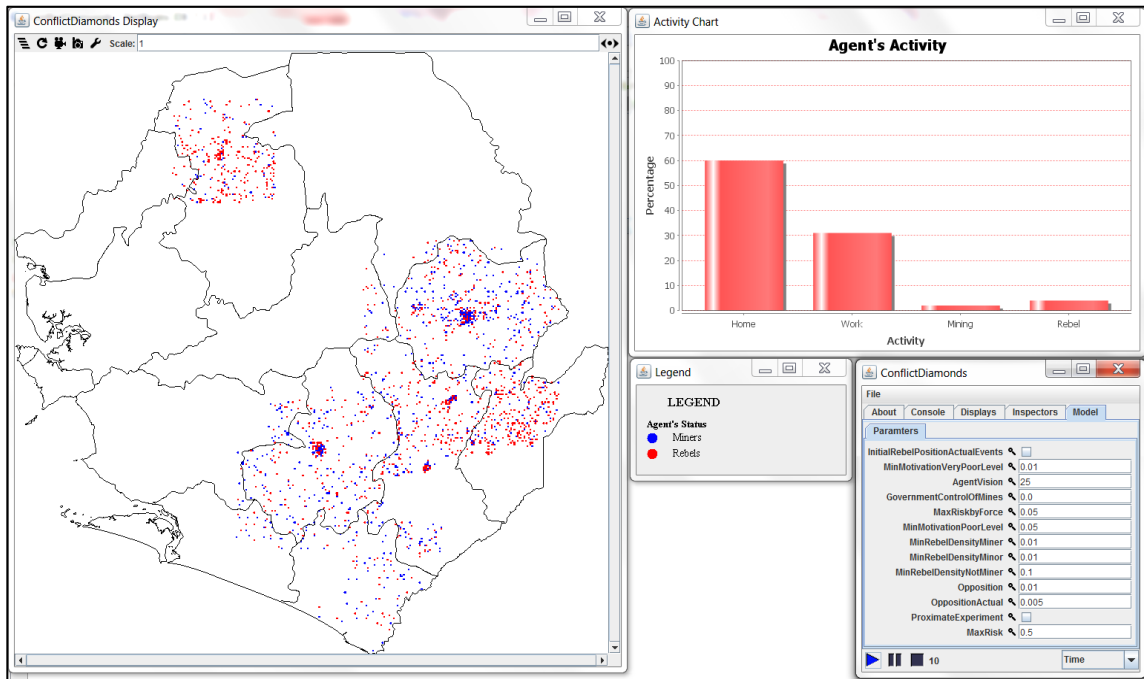 ConflictDiamonds Display
Scale: 1
Activity Chart
Agent's Activity
Percentage
100
90
80
70
60
50
40
30
20
10
0
Home Work Mining Rebel
Activity
Legend
LEGEND
Agent's Status
Miners
Rebels
ConflictDiamonds
File
About Console Displays Inspectors Model
Paramters
InitialRebelPositionActualEvents
MinMotivationVeryPoorLevel 0.01
AgentVision 25
GovernmentControlOfMines 0.0
MaxRiskbyForce 0.05
MinMotivationPoorLevel 0.05
MinRebelDensityMiner 0.01
MinRebelDensityMinor 0.01
MinRebelDensityNotMiner 0.1
Opposition 0.01
OppositionActual 0.005
ProximateExperiment
MaxRisk 0.5
10 Time